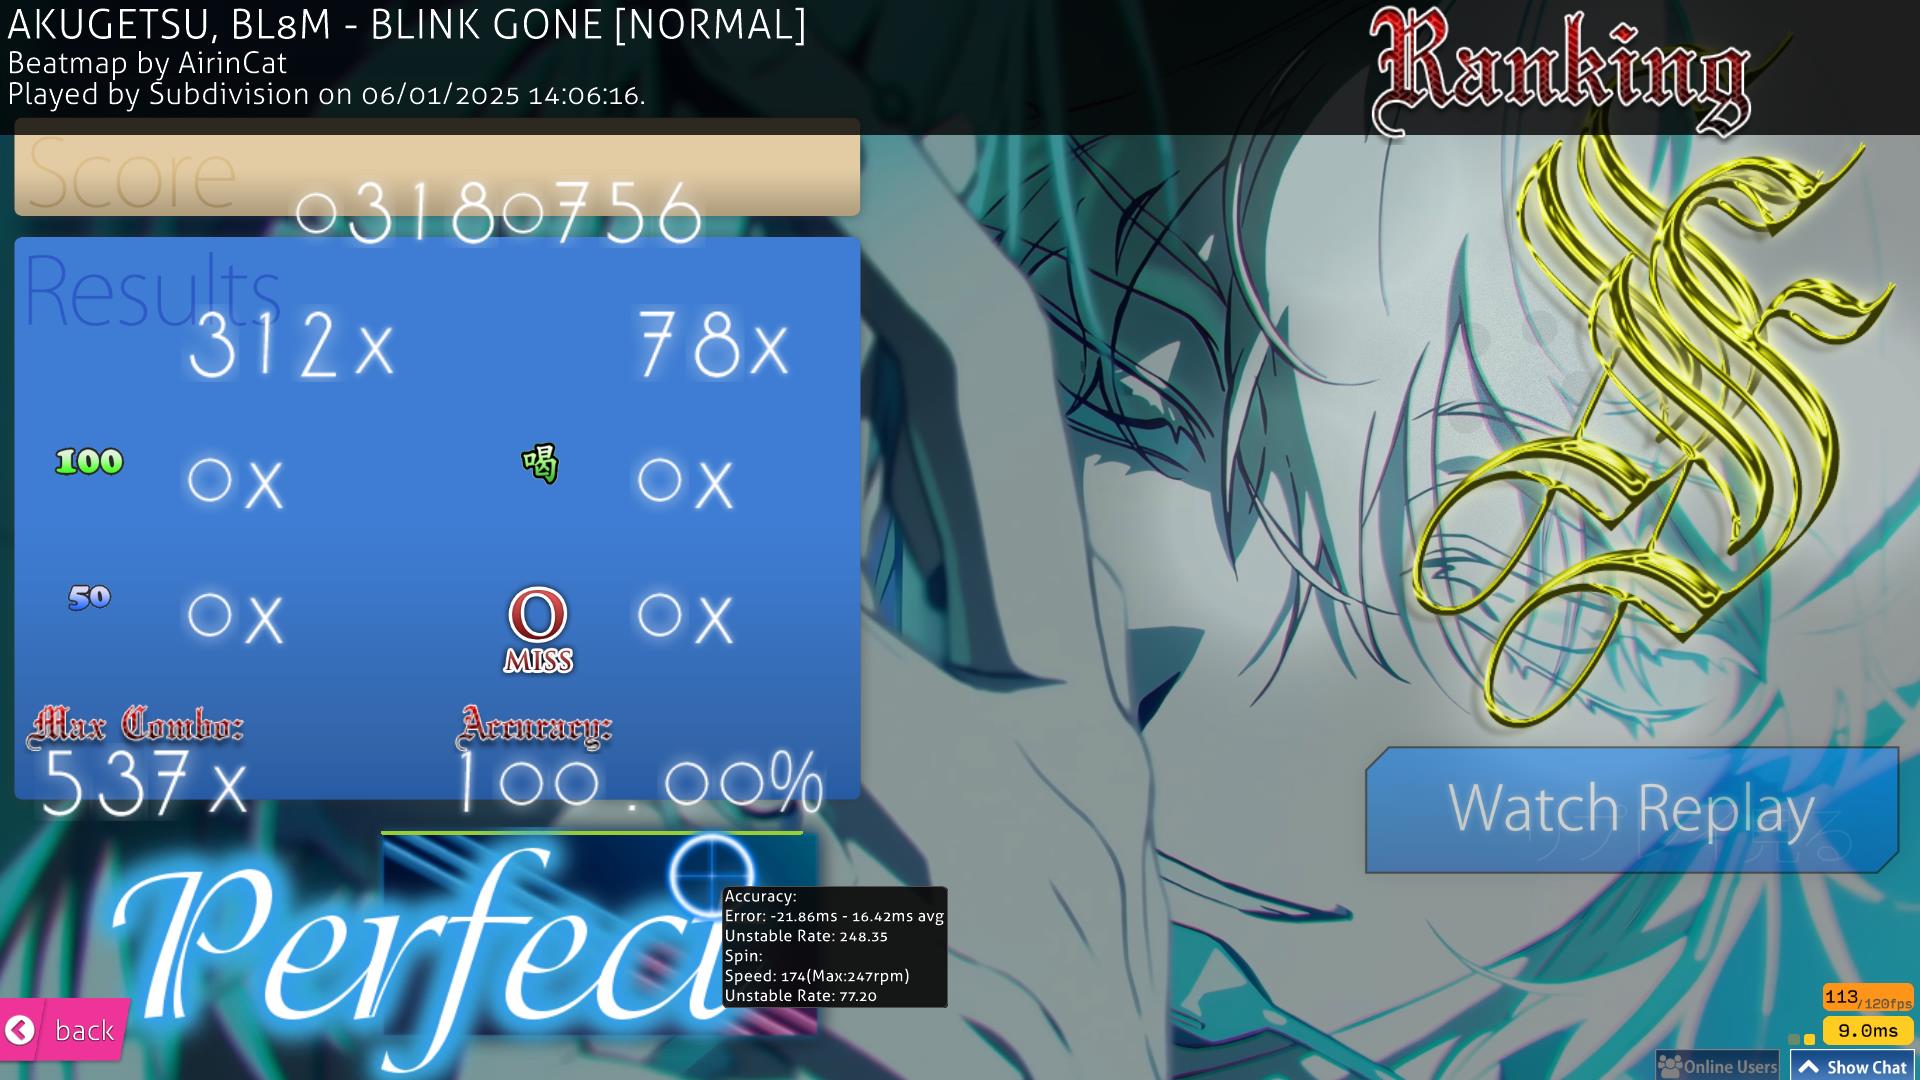 AKUGETSU, BL8M - BLINK GONE [NORMAL]
Beatmap by AirinCat
Played by Subdivision on 06/01/2025 14:06:16.
Ranking
Score
03180756
Results
312x
78x
100
0x
喝
0x
50
0x
O
MISS
0x
Max Combo:
537x
Accuracy:
100.00%
Perfect
Accuracy:
Error: -21.86ms - 16.42ms avg
Unstable Rate: 248.35
Spin:
Speed: 174(Max:247rpm)
Unstable Rate: 77.20
SS
Watch Replay
back
113/120fps
9.0ms
Online Users
Show Chat